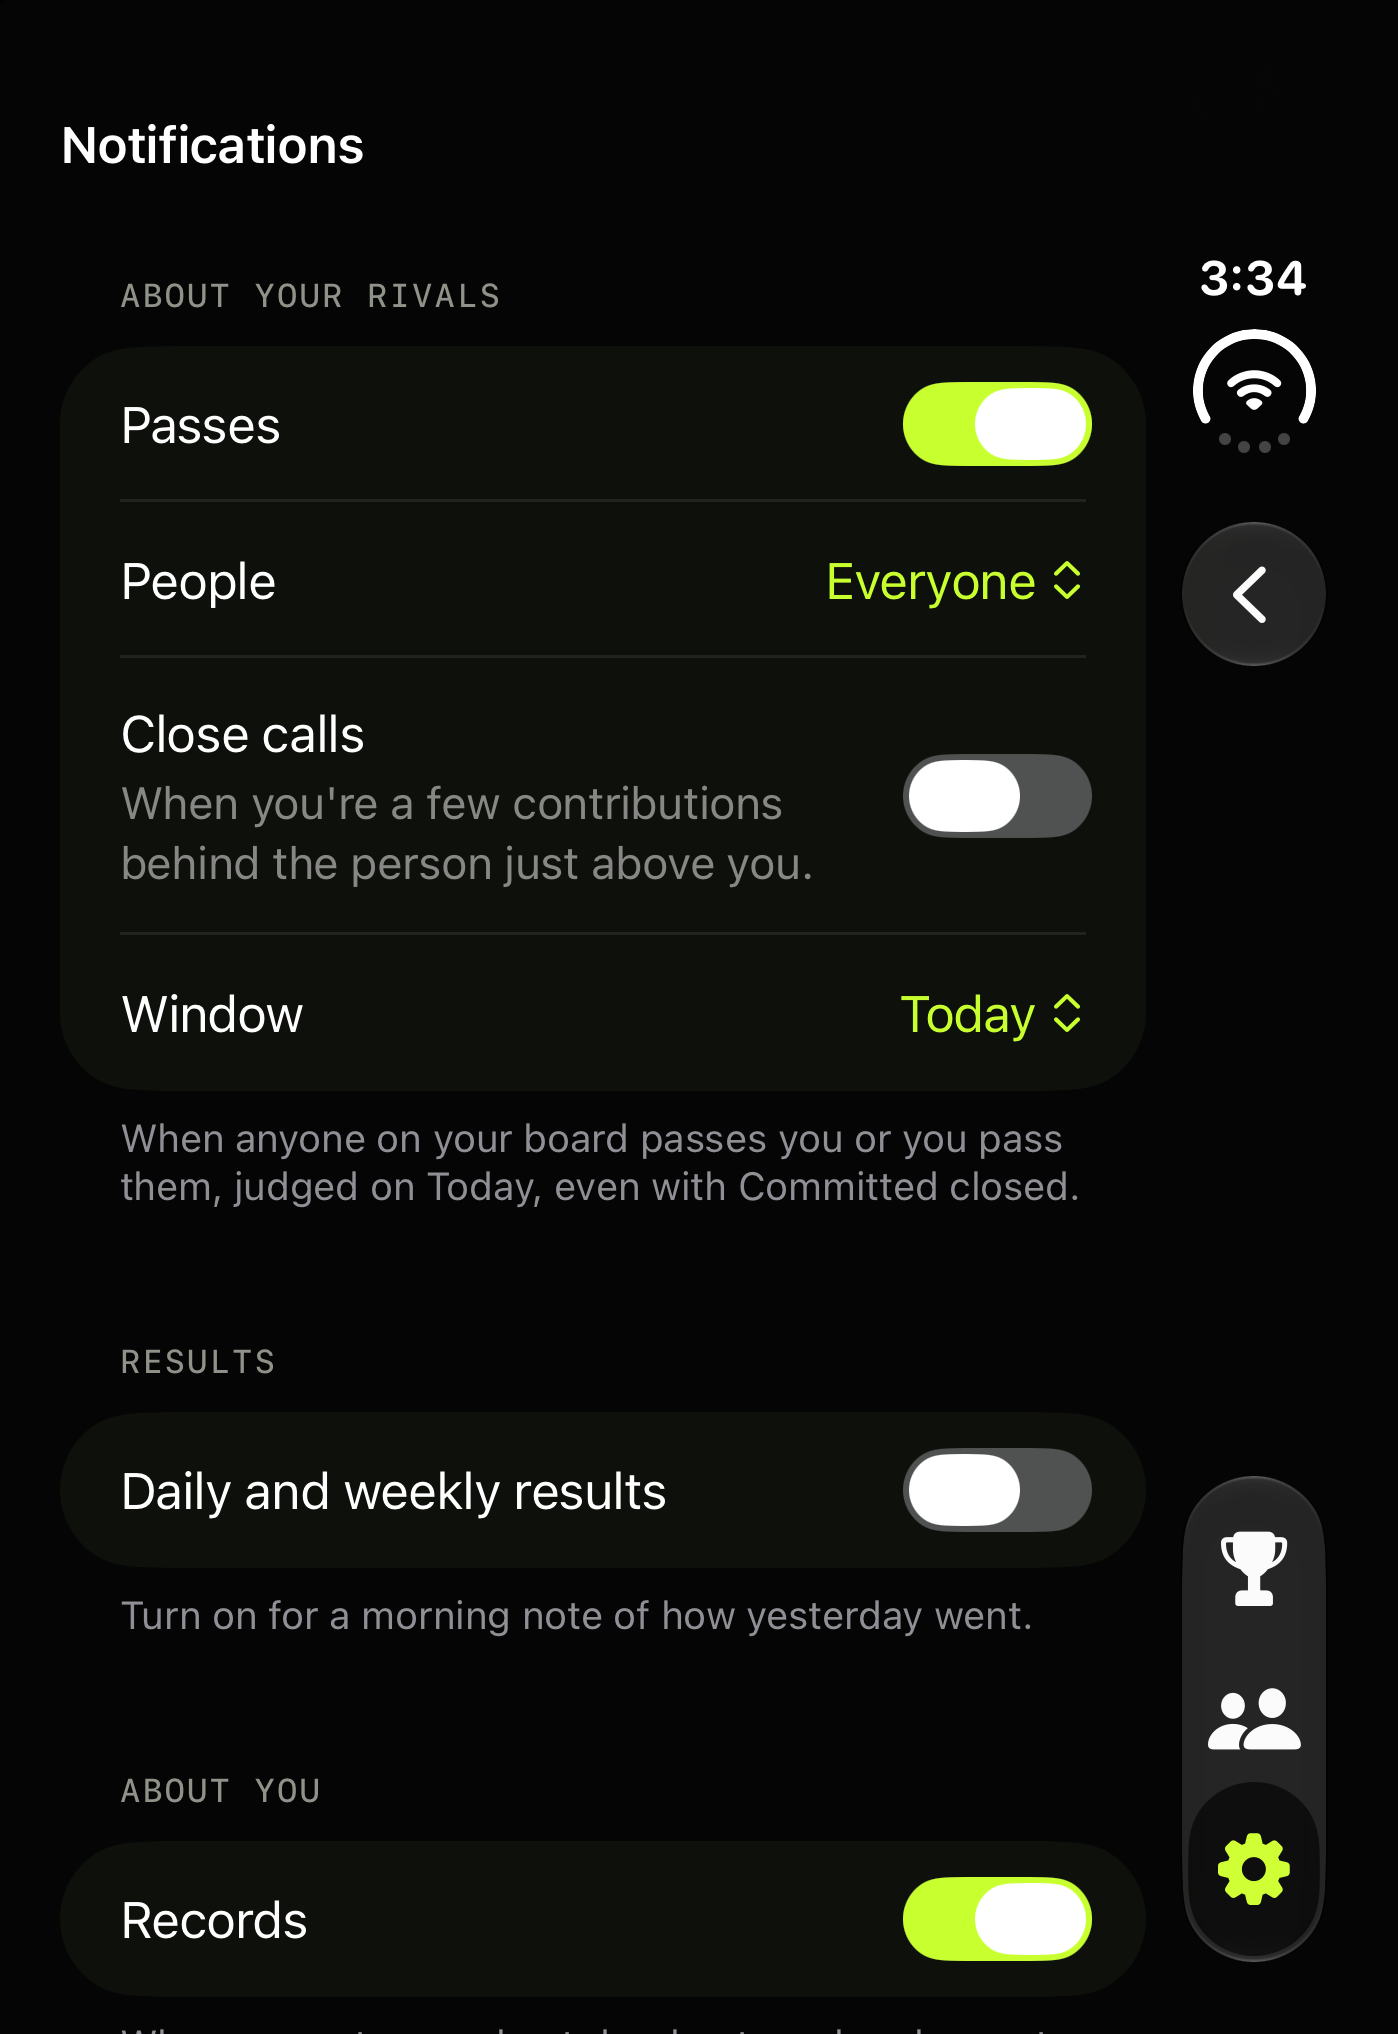 Notifications
3:34
ABOUT YOUR RIVALS
Passes
People
Everyone
Close calls
When you're a few contributions
behind the person just above you.
Window
Today
When anyone on your board passes you or you pass
them, judged on Today, even with Committed closed.
RESULTS
Daily and weekly results
Turn on for a morning note of how yesterday went.
ABOUT YOU
Records